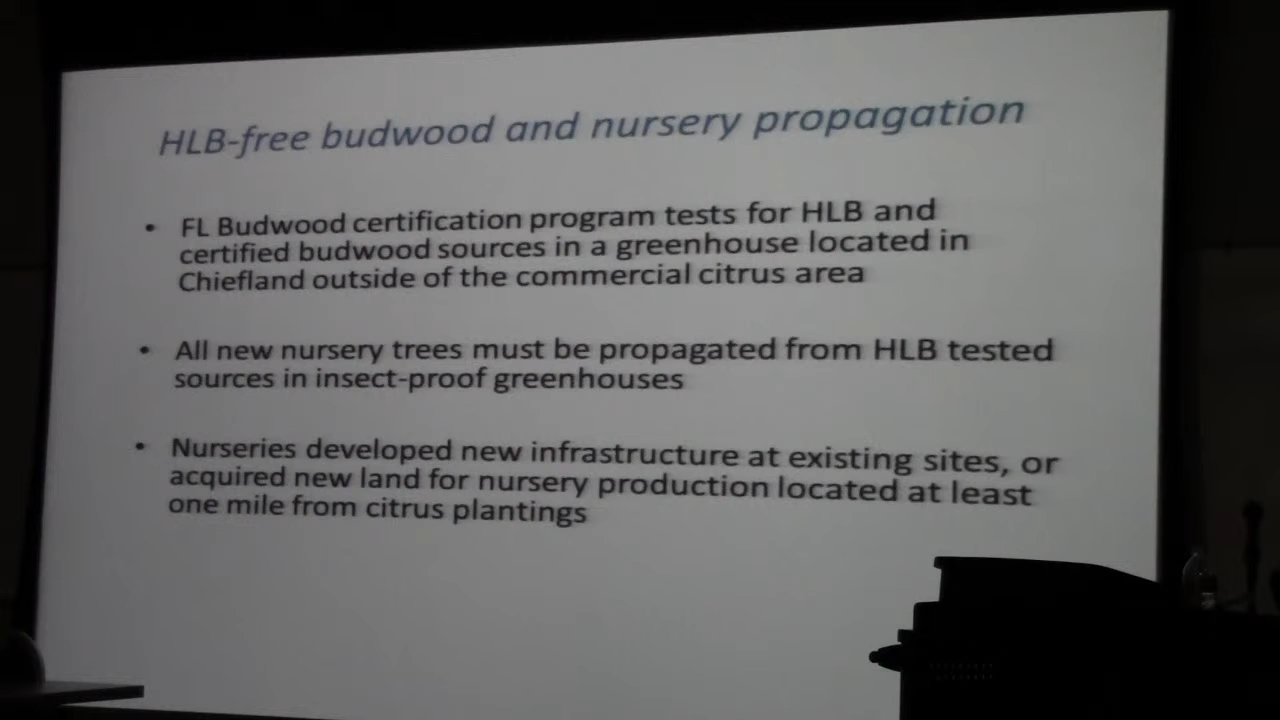 HLB-free budwood and nursery propagation
• FL Budwood certification program tests for HLB and
certified budwood sources in a greenhouse located in
Chiefland outside of the commercial citrus area
• All new nursery trees must be propagated from HLB tested
sources in insect-proof greenhouses
• Nurseries developed new infrastructure at existing sites, or
acquired new land for nursery production located at least
one mile from citrus plantings